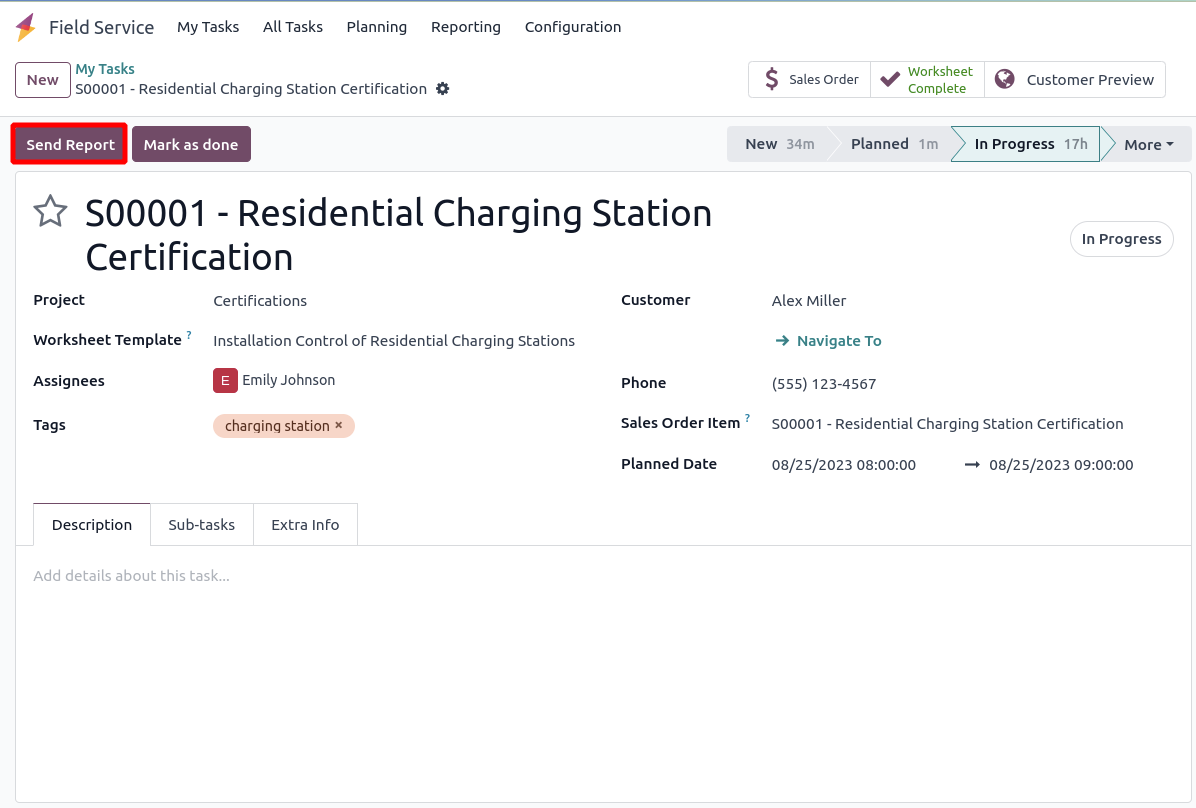 Field Service My Tasks All Tasks Planning Reporting Configuration
New
My Tasks
S00001 - Residential Charging Station Certification
$ Sales Order
Worksheet
Complete
Customer Preview
Send Report Mark as done
New 34m Planned 1m In Progress 17h More
S00001 - Residential Charging Station
Certification
In Progress
Project Certifications
Worksheet Template ? Installation Control of Residential Charging Stations
Assignees E Emily Johnson
Tags charging station ×
Customer Alex Miller
→ Navigate To
Phone (555) 123-4567
Sales Order Item ? S00001 - Residential Charging Station Certification
Planned Date 08/25/2023 08:00:00 → 08/25/2023 09:00:00
Description Sub-tasks Extra Info
Add details about this task...